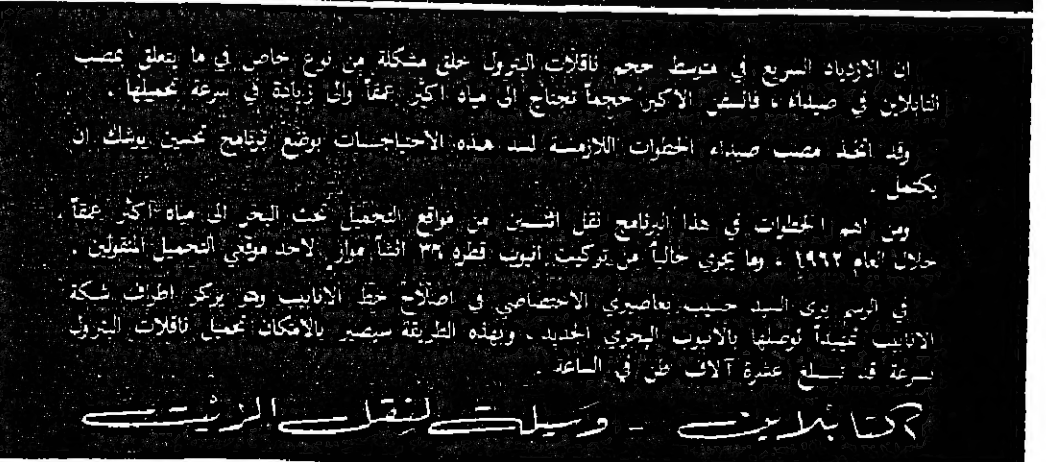 ان الازدياد السريع في متوسط حجم ناقلات البترول خلق مشكلة من نوع خاص في ما يتعلق بمصب
التابلاين في صيداء ، فالسفن الاكبر حجماً تحتاج الى مياه اكثر عمقاً والى زيادة في سرعة تحميلها .
وقد اتخذ مصب صيداء الخطوات اللازمة لسد هذه الاحتياجات بوضع برنامج تحسين يوشك ان
يكتمل .
ومن اهم الخطوات في هذا البرنامج نقل اثنين من مواقع التحميل تحت البحر الى مياه اكثر عمقاً .
خلال العام ١٩٦٢ ، وما يجري حالياً من تركيب انبوب قطره ٣٦ انشاً مواز لاحد موقعي التحميل المنقولين .
في الرسم يرى السيد حسيب بعاصيري الاختصاصي في اصلاح خط الانابيب وهو يركز اطراف شبكة
الانابيب تمهيداً لوصلها بالانبوب البحري الجديد ، وبهذه الطريقة سيصير بالامكان تحميل ناقلات البترول
بسرعة قد تبلغ عشرة آلاف طن في الساعة .
تابلاين - وسيلة لنقل الزيت